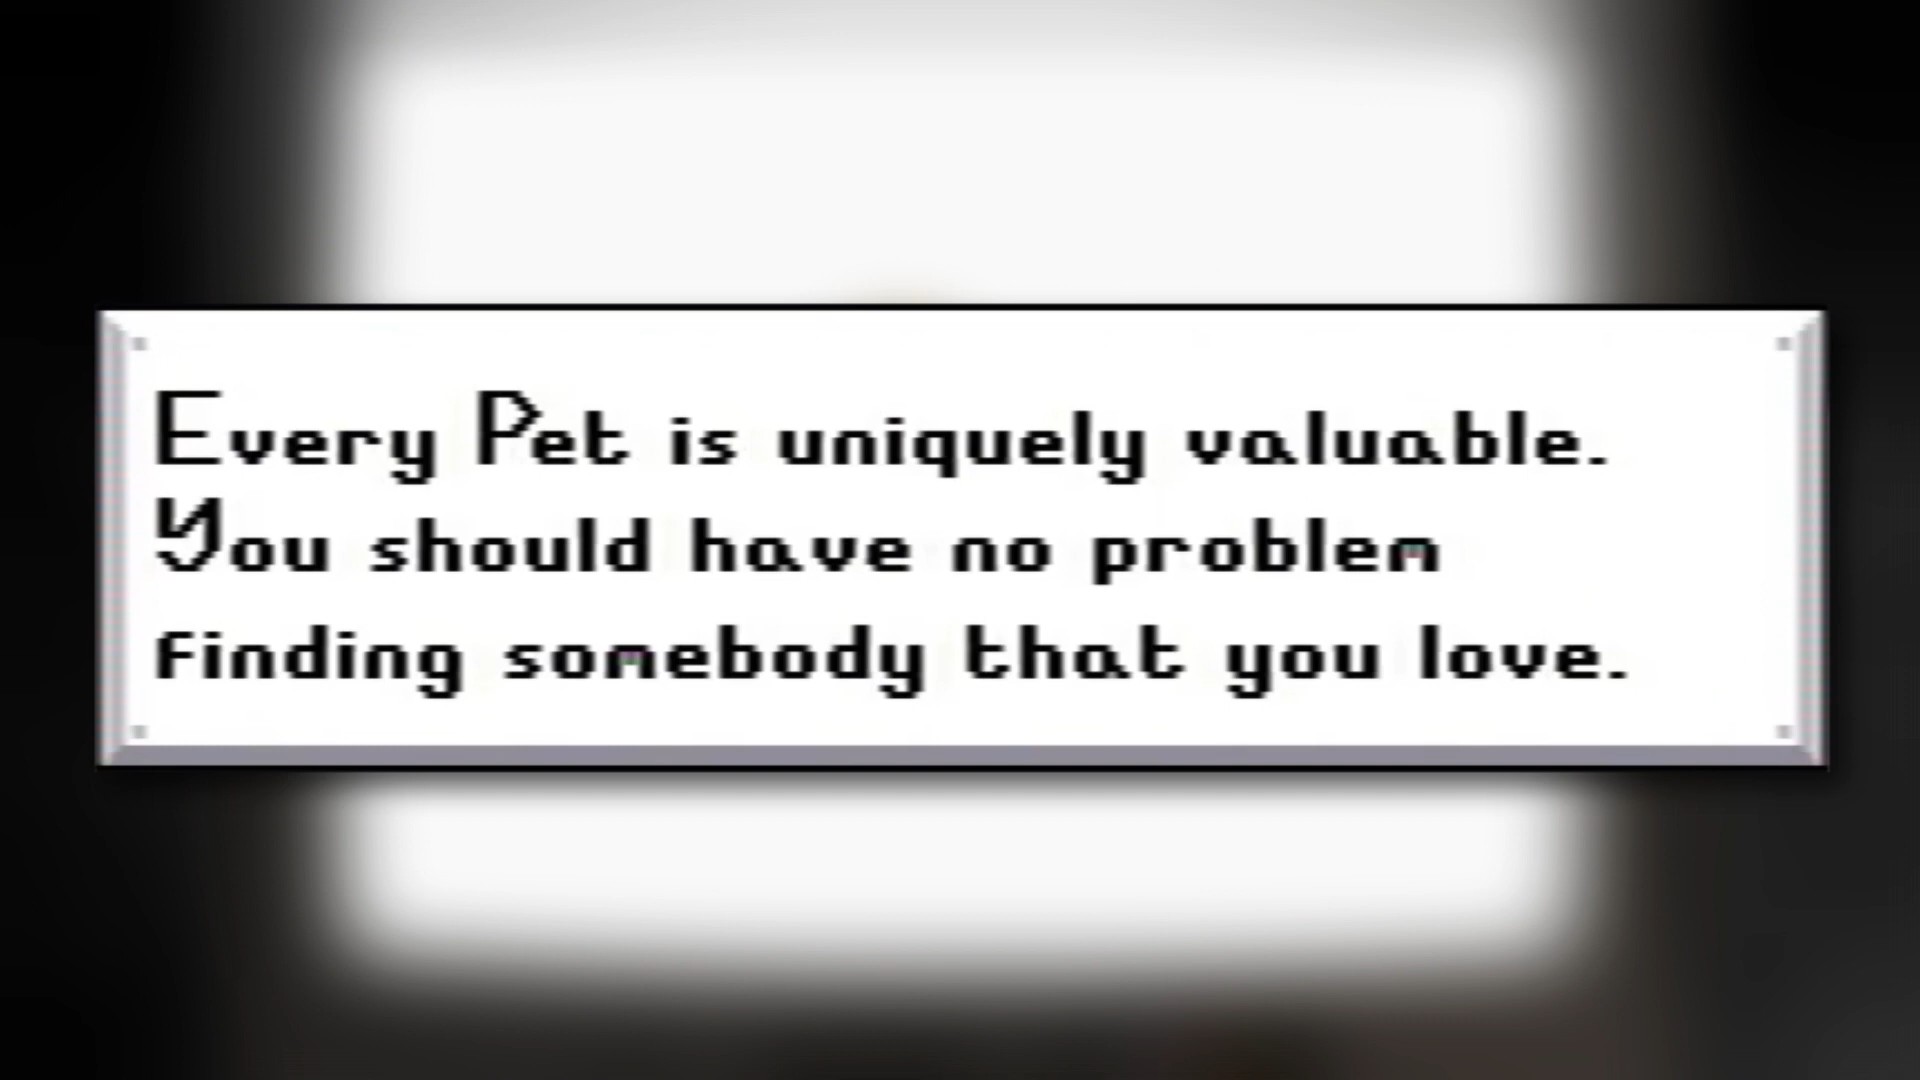 Every Pet is uniquely valuable.
You should have no problem
finding somebody that you love.